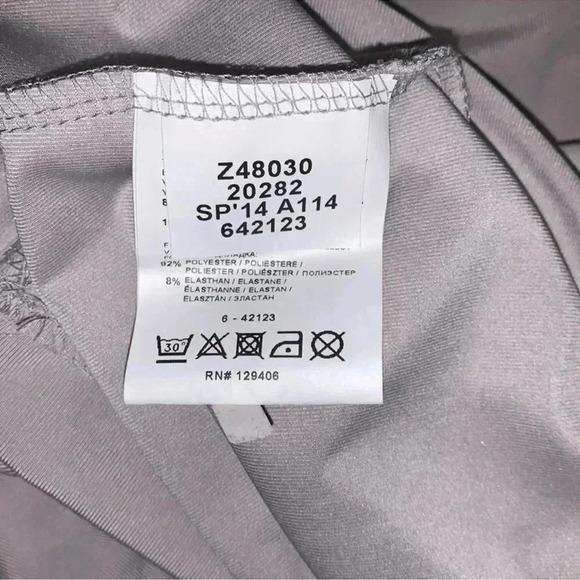 Z48030
20282
SP'14 A114
642123
92% POLYESTER / POLIESTERE /
POLIESTER / POLIÉSZTER / ПОЛИЭСТЕР
8% ELASTHAN / ELASTANE /
ÉLASTHANNE / ELASTAN /
ELASZTÁN / ЭЛАСТАН
6 - 42123
30°
RN# 129406